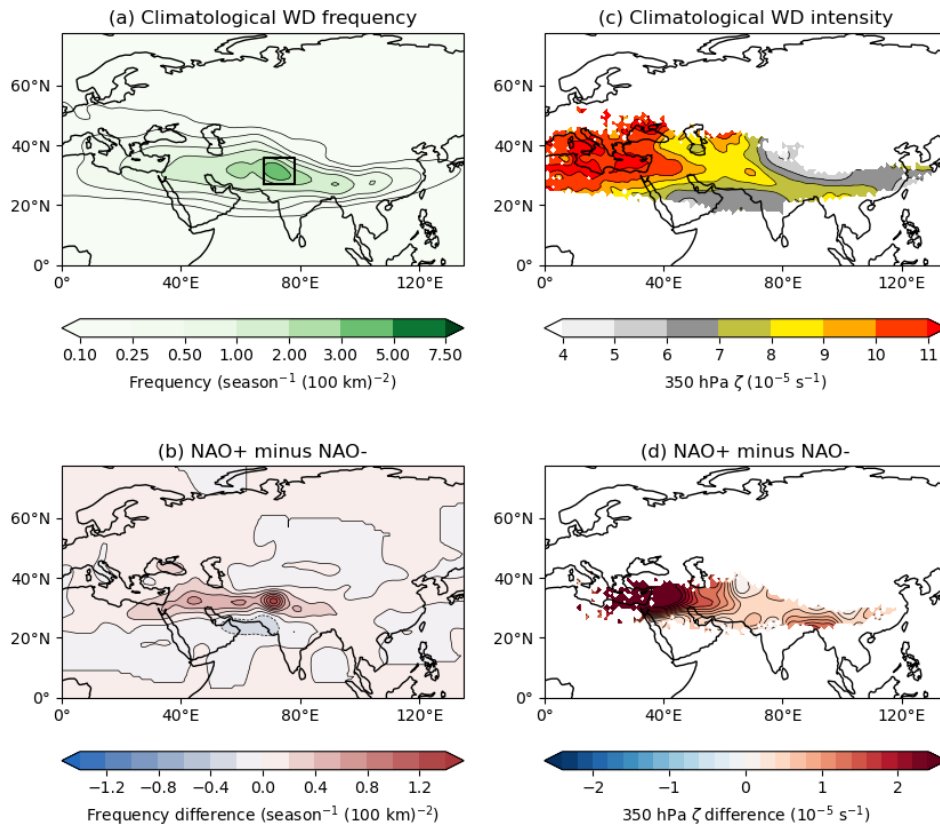 (a) Climatological WD frequency
60°N
40°N
20°N
0°
0° 40°E 80°E 120°E
0.10 0.25 0.50 1.00 2.00 3.00 5.00 7.50
Frequency (season⁻¹ (100 km)⁻²)
(c) Climatological WD intensity
60°N
40°N
20°N
0°
0° 40°E 80°E 120°E
4 5 6 7 8 9 10 11
350 hPa ζ (10⁻⁵ s⁻¹)
(b) NAO+ minus NAO-
60°N
40°N
20°N
0°
0° 40°E 80°E 120°E
−1.2 −0.8 −0.4 0.0 0.4 0.8 1.2
Frequency difference (season⁻¹ (100 km)⁻²)
(d) NAO+ minus NAO-
60°N
40°N
20°N
0°
0° 40°E 80°E 120°E
−2 −1 0 1 2
350 hPa ζ difference (10⁻⁵ s⁻¹)